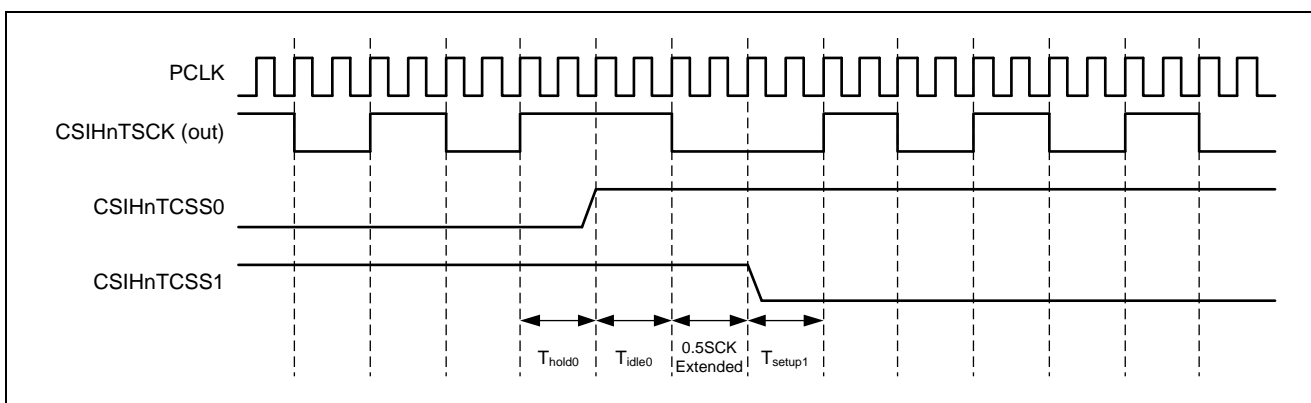 PCLK
CSIHnTSCK (out)
CSIHnTCSS0
CSIHnTCSS1
Thold0
Tidle0
0.5SCK
Extended
Tsetup1